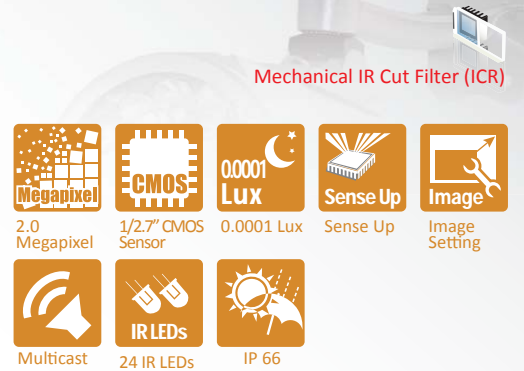 Mechanical IR Cut Filter (ICR)
Megapixel
CMOS
0.0001
Lux
Sense Up
Image
2.0
Megapixel
1/2.7" CMOS
Sensor
0.0001 Lux
Sense Up
Image
Setting
IR LEDs
Multicast
24 IR LEDs
IP 66